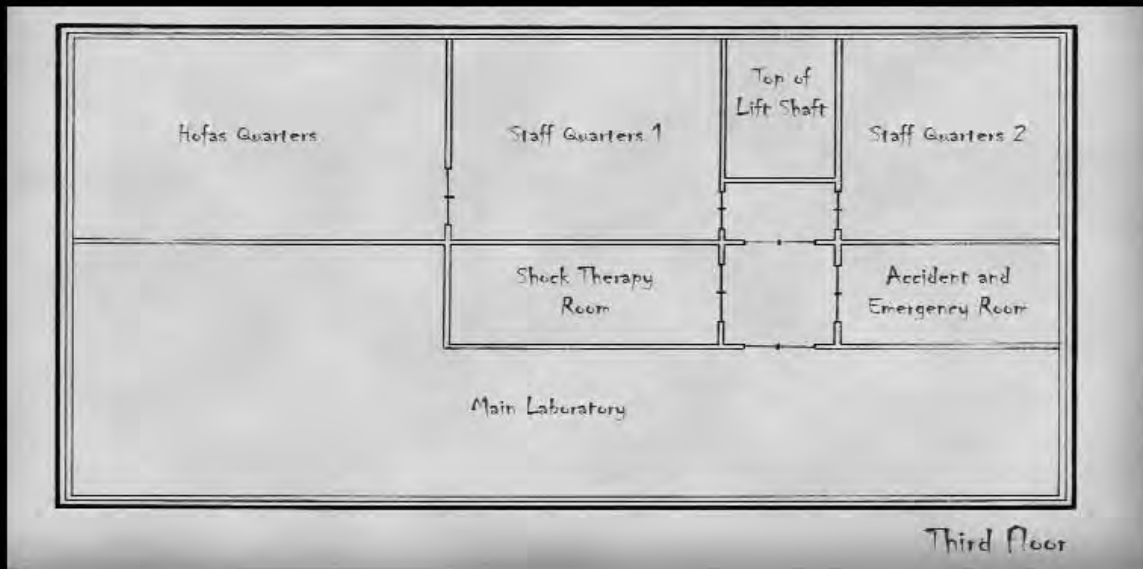 Top of
Lift Shaft
Hofas Quarters
Staff Quarters 1
Staff Quarters 2
Shock Therapy
Room
Accident and
Emergency Room
Main Laboratory
Third Floor